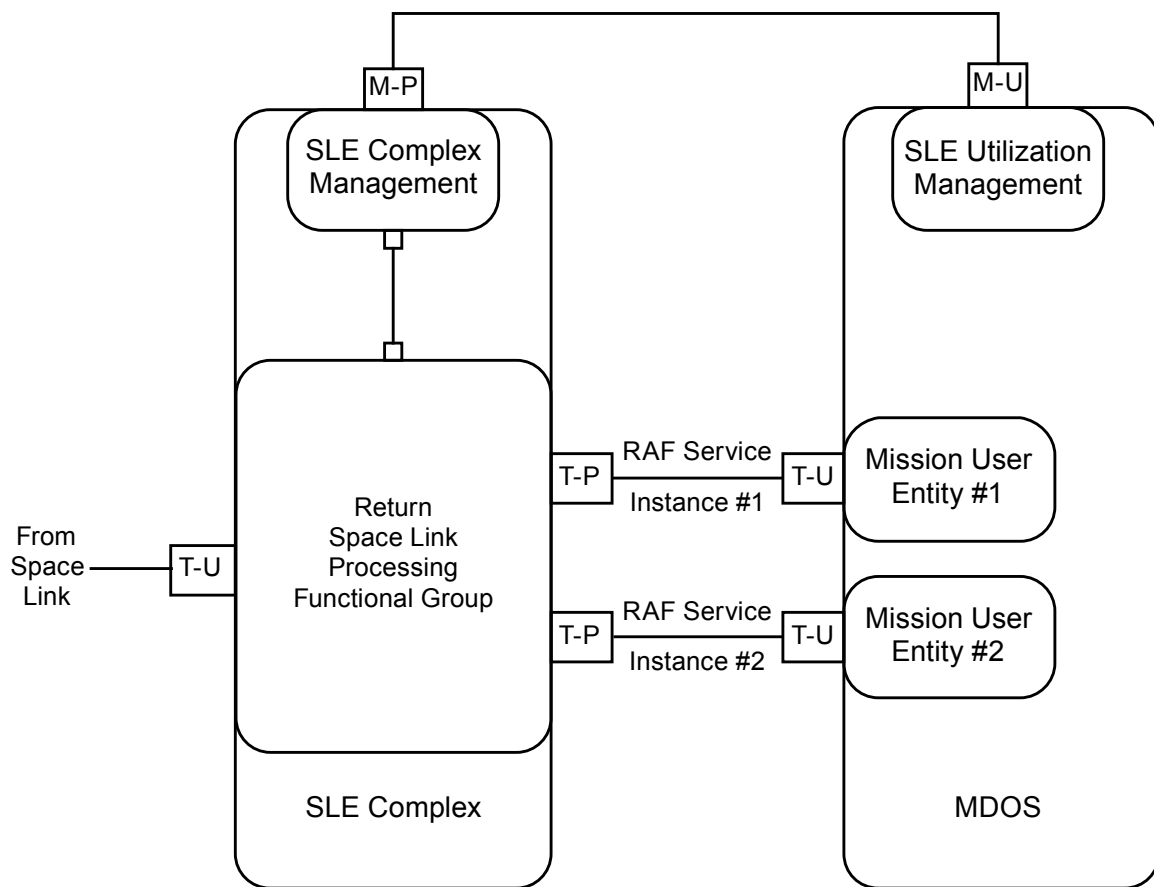 M-P
M-U
SLE Complex
Management
SLE Utilization
Management
RAF Service
T-P
T-U
Instance #1
Mission User
Entity #1
From
Space
Link
T-U
Return
Space Link
Processing
Functional Group
RAF Service
T-P
T-U
Instance #2
Mission User
Entity #2
SLE Complex
MDOS